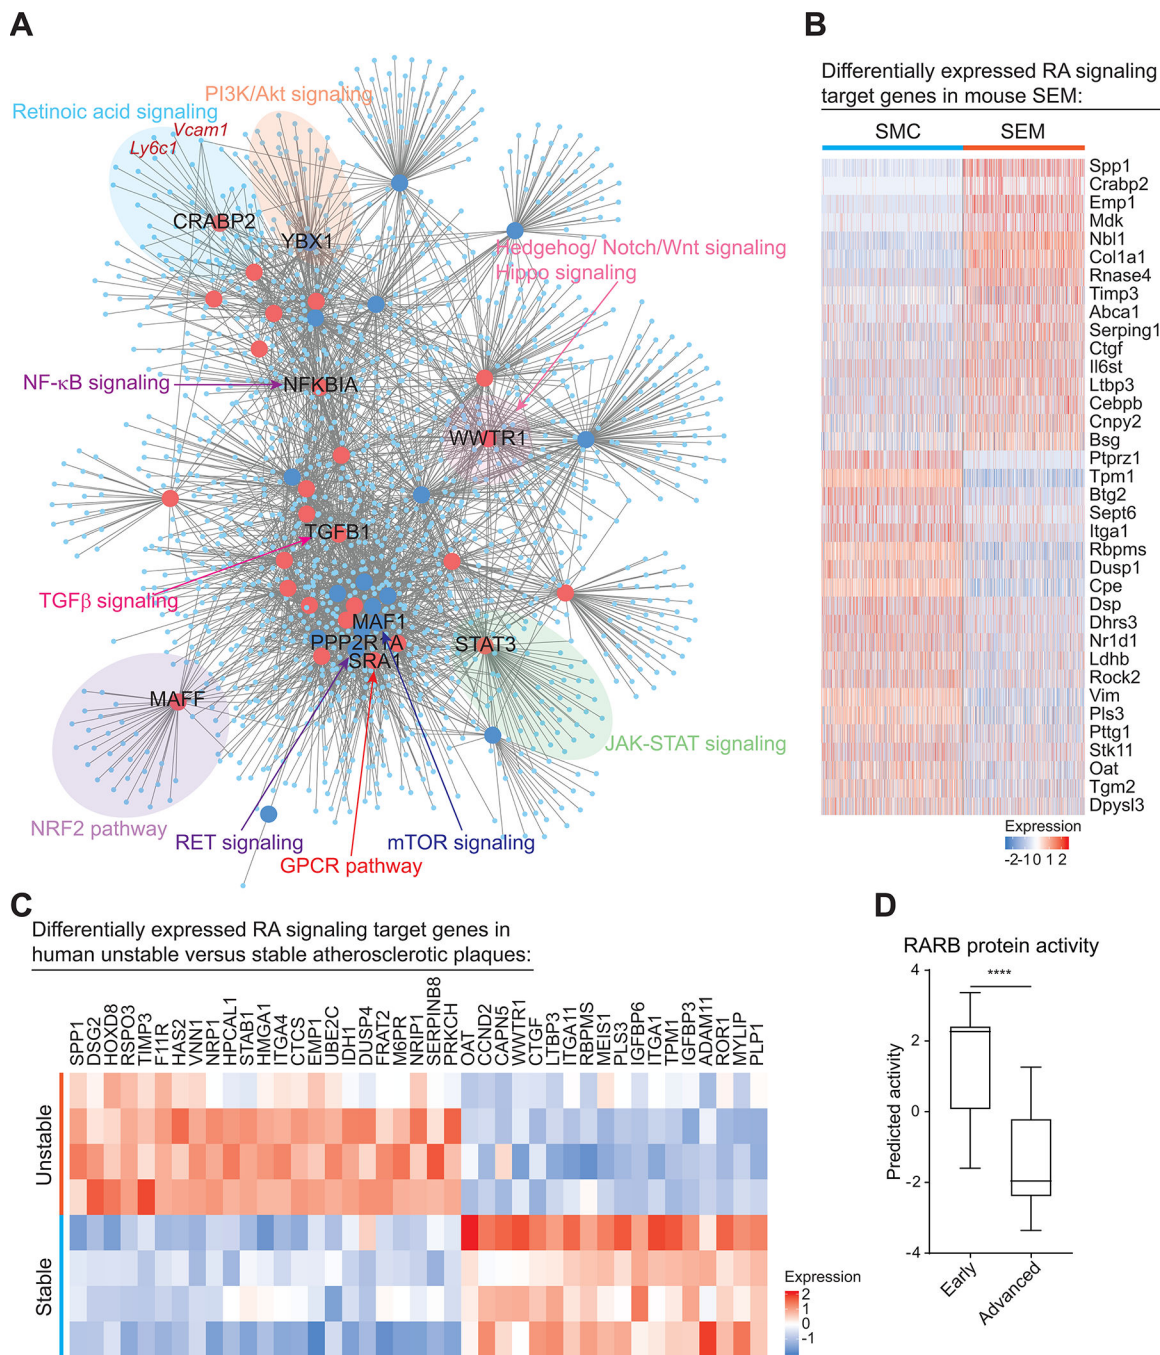 A
PI3K/Akt signaling
Retinoic acid signaling
Vcam1
Ly6c1
CRABP2
YBX1
Hedgehog/ Notch/Wnt signaling
Hippo signaling
NF-κB signaling
NFKBIA
WWTR1
TGFB1
TGFβ signaling
MAF1
PPP2R1A
STAT3
SRA1
MAFF
JAK-STAT signaling
NRF2 pathway
RET signaling
mTOR signaling
GPCR pathway
B
Differentially expressed RA signaling
target genes in mouse SEM:
SMC SEM
Spp1
Crabp2
Emp1
Mdk
Nbl1
Col1a1
Rnase4
Timp3
Abca1
Serping1
Ctgf
Il6st
Ltbp3
Cebpb
Cnpy2
Bsg
Ptprz1
Tpm1
Btg2
Sept6
Itga1
Rbpms
Dusp1
Cpe
Dsp
Dhrs3
Nr1d1
Ldhb
Rock2
Vim
Pls3
Pttg1
Stk11
Oat
Tgm2
Dpysl3
Expression
-2-10 1 2
C
Differentially expressed RA signaling target genes in
human unstable versus stable atherosclerotic plaques:
SPP1
DSG2
HOXD8
RSPO3
TIMP3
F11R
HAS2
VNN1
NRP1
HPCAL1
STAB1
HMGA1
ITGA4
CTCS
EMP1
UBE2C
IDH1
DUSP4
FRAT2
M6PR
NRIP1
SERPINB8
PRKCH
OAT
CCND2
CAPN5
WWTR1
CTGF
LTBP3
ITGA11
RBPMS
MEIS1
PLS3
IGFBP6
ITGA1
TPM1
IGFBP3
ADAM11
ROR1
MYLIP
PLP1
Unstable
Stable
Expression
2
1
0
-1
D
RARB protein activity
****
Predicted activity
4
2
0
-2
-4
Early
Advanced